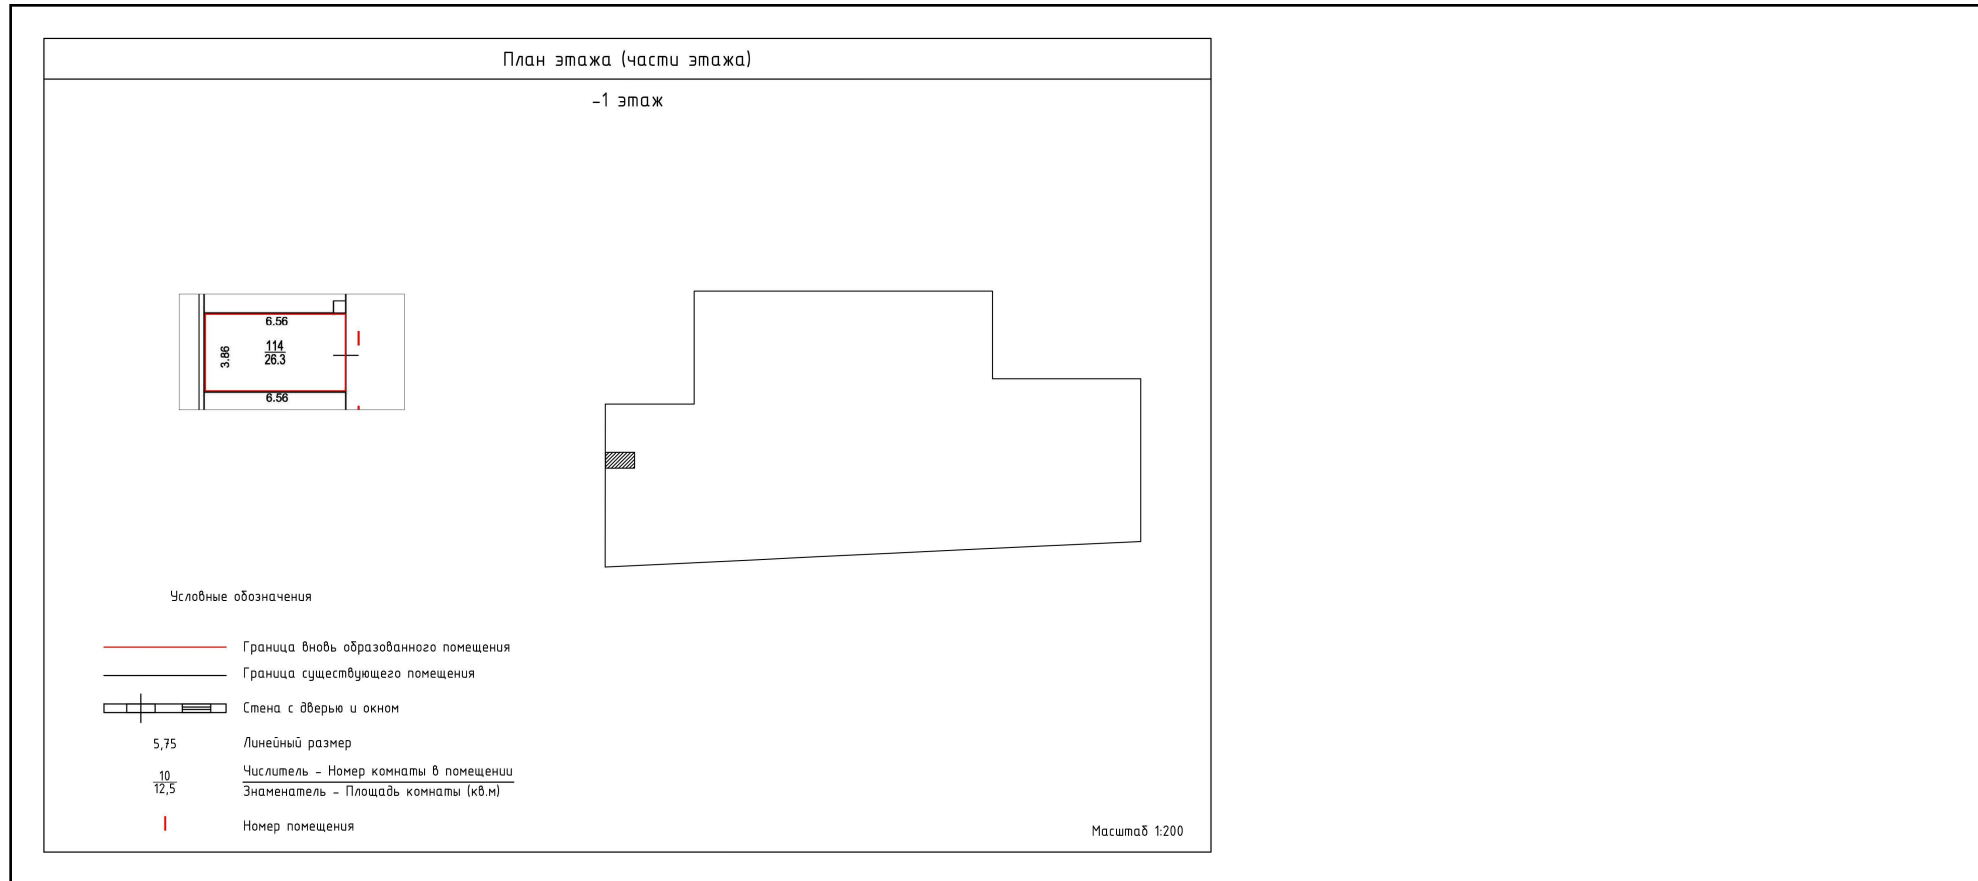 План этажа (части этажа)
-1 этаж
6.56
3.86
114
26.3
6.56
Условные обозначения
Граница вновь образованного помещения
Граница существующего помещения
Стена с дверью и окном
5,75 Линейный размер
10 Числитель - Номер комнаты в помещении
12,5 Знаменатель - Площадь комнаты (кв.м)
I Номер помещения
Масштаб 1:200